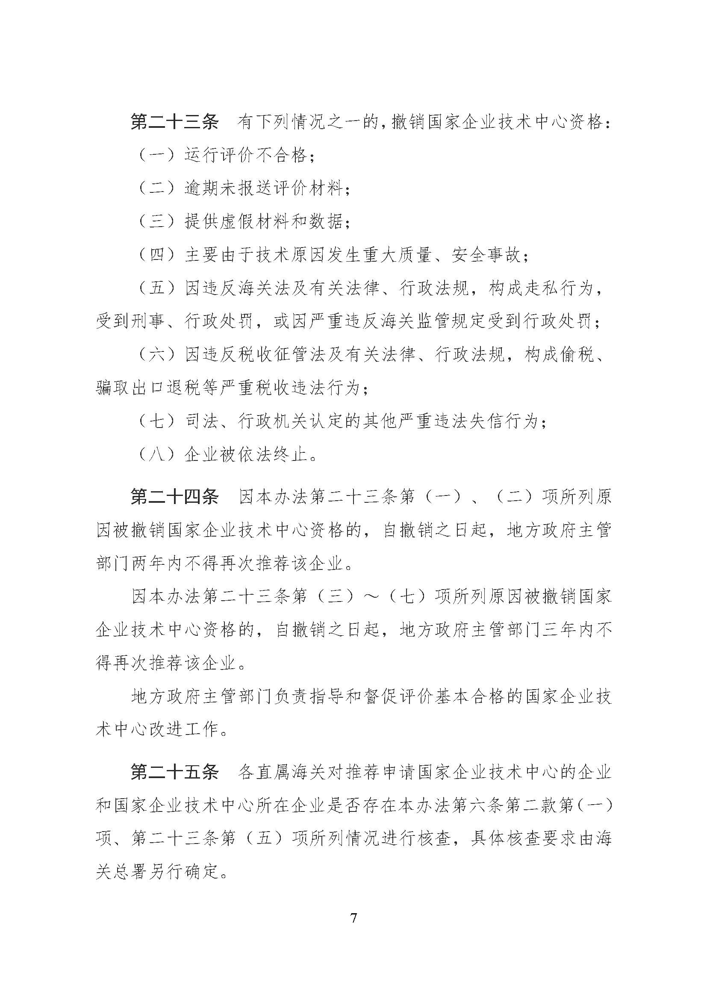 第二十三条　有下列情况之一的，撤销国家企业技术中心资格：
（一）运行评价不合格；
（二）逾期未报送评价材料；
（三）提供虚假材料和数据；
（四）主要由于技术原因发生重大质量、安全事故；
（五）因违反海关法及有关法律、行政法规，构成走私行为，
受到刑事、行政处罚，或因严重违反海关监管规定受到行政处罚；
（六）因违反税收征管法及有关法律、行政法规，构成偷税、
骗取出口退税等严重税收违法行为；
（七）司法、行政机关认定的其他严重违法失信行为；
（八）企业被依法终止。
第二十四条　因本办法第二十三条第（一）、（二）项所列原
因被撤销国家企业技术中心资格的，自撤销之日起，地方政府主管
部门两年内不得再次推荐该企业。
因本办法第二十三条第（三）～（七）项所列原因被撤销国家
企业技术中心资格的，自撤销之日起，地方政府主管部门三年内不
得再次推荐该企业。
地方政府主管部门负责指导和督促评价基本合格的国家企业技
术中心改进工作。
第二十五条　各直属海关对推荐申请国家企业技术中心的企业
和国家企业技术中心所在企业是否存在本办法第六条第二款第（一）
项、第二十三条第（五）项所列情况进行核查，具体核查要求由海
关总署另行确定。
7